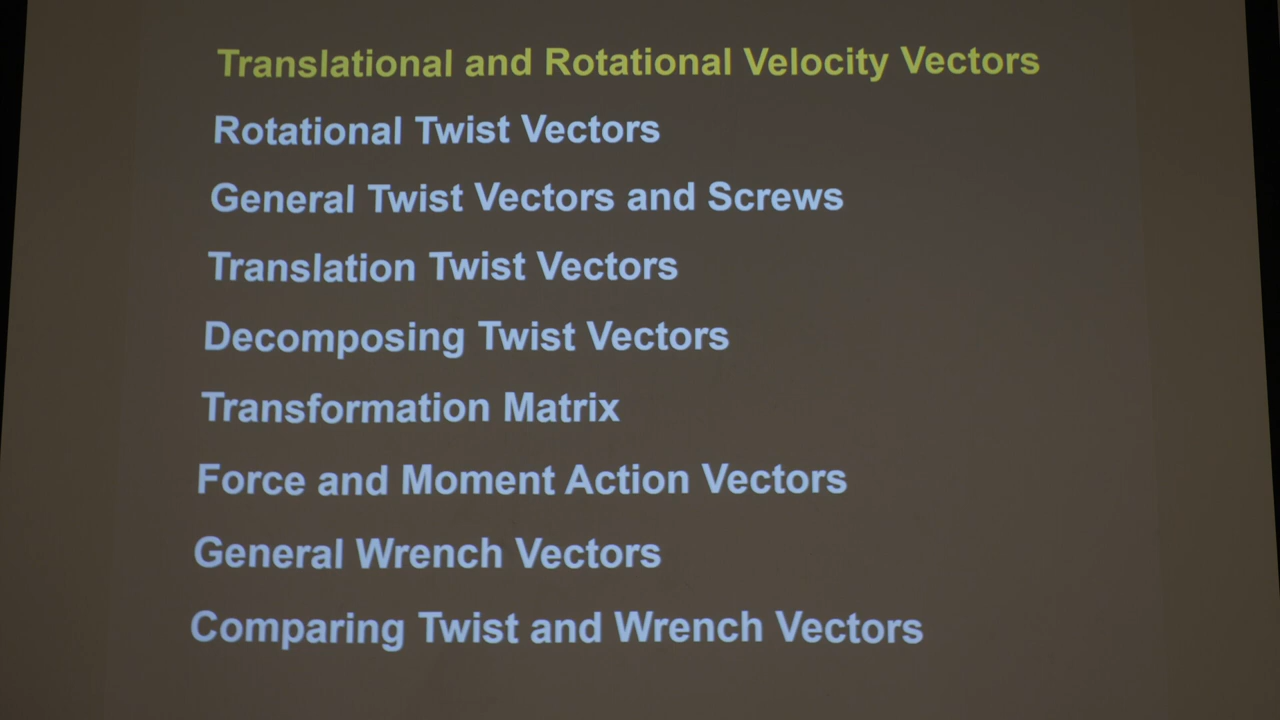 Translational and Rotational Velocity Vectors
Rotational Twist Vectors
General Twist Vectors and Screws
Translation Twist Vectors
Decomposing Twist Vectors
Transformation Matrix
Force and Moment Action Vectors
General Wrench Vectors
Comparing Twist and Wrench Vectors